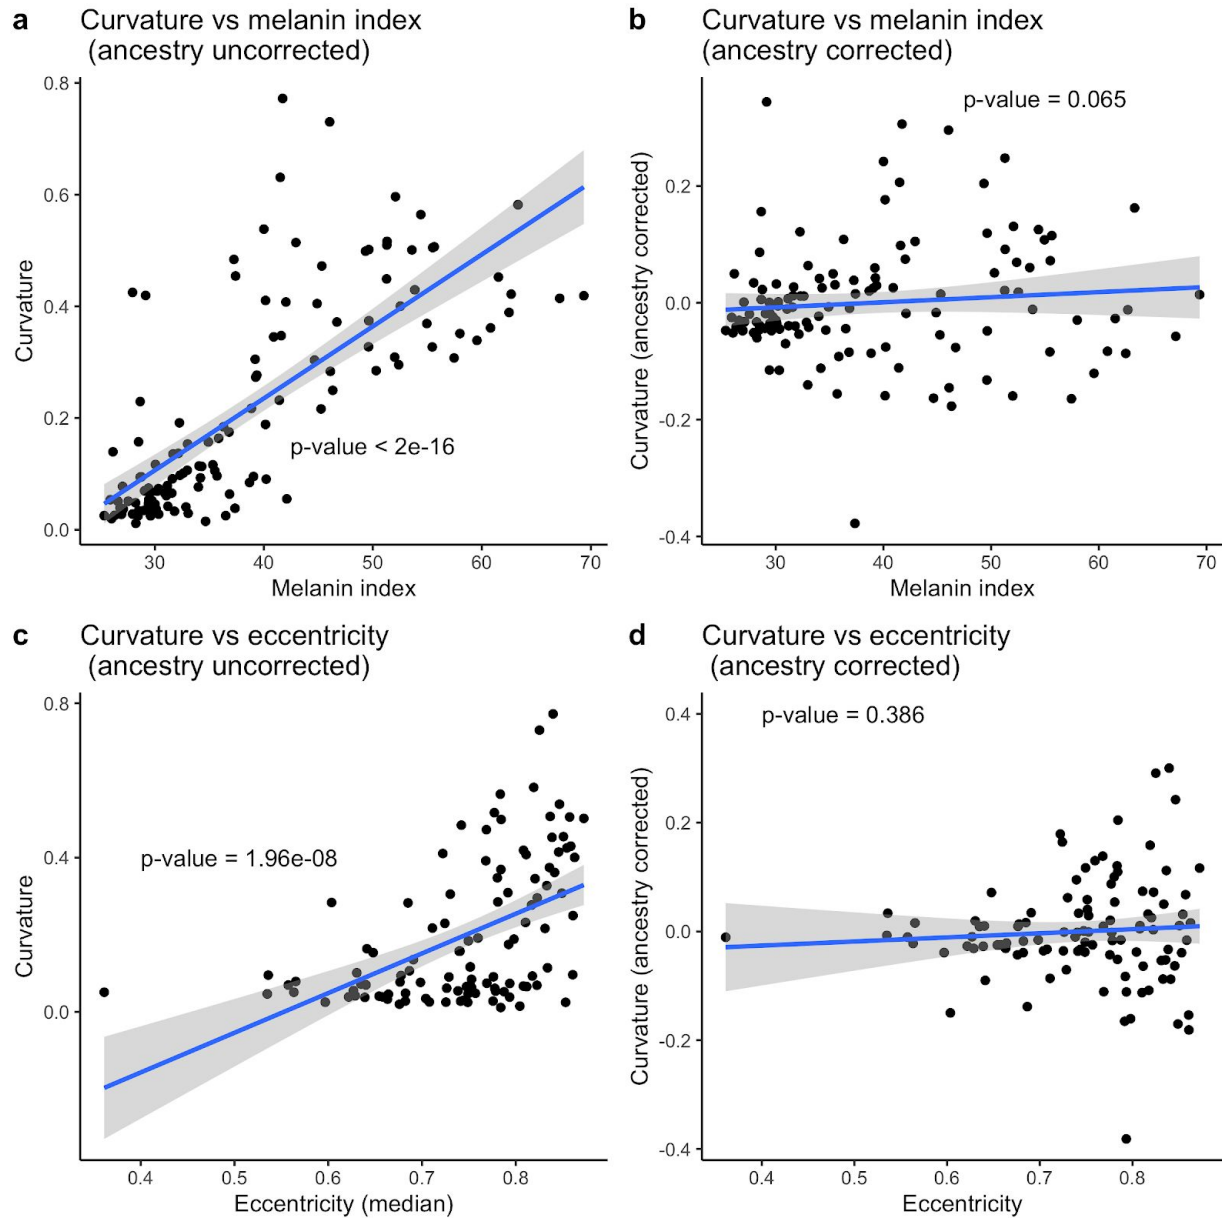 a
Curvature vs melanin index
(ancestry uncorrected)
0.8
0.6
0.4
0.2
0.0
Curvature
p-value < 2e-16
30 40 50 60 70
Melanin index
b
Curvature vs melanin index
(ancestry corrected)
p-value = 0.065
0.2
0.0
-0.2
-0.4
Curvature (ancestry corrected)
30 40 50 60 70
Melanin index
c
Curvature vs eccentricity
(ancestry uncorrected)
0.8
0.4
0.0
Curvature
p-value = 1.96e-08
0.4 0.5 0.6 0.7 0.8
Eccentricity (median)
d
Curvature vs eccentricity
(ancestry corrected)
p-value = 0.386
0.4
0.2
0.0
-0.2
-0.4
Curvature (ancestry corrected)
0.4 0.5 0.6 0.7 0.8
Eccentricity